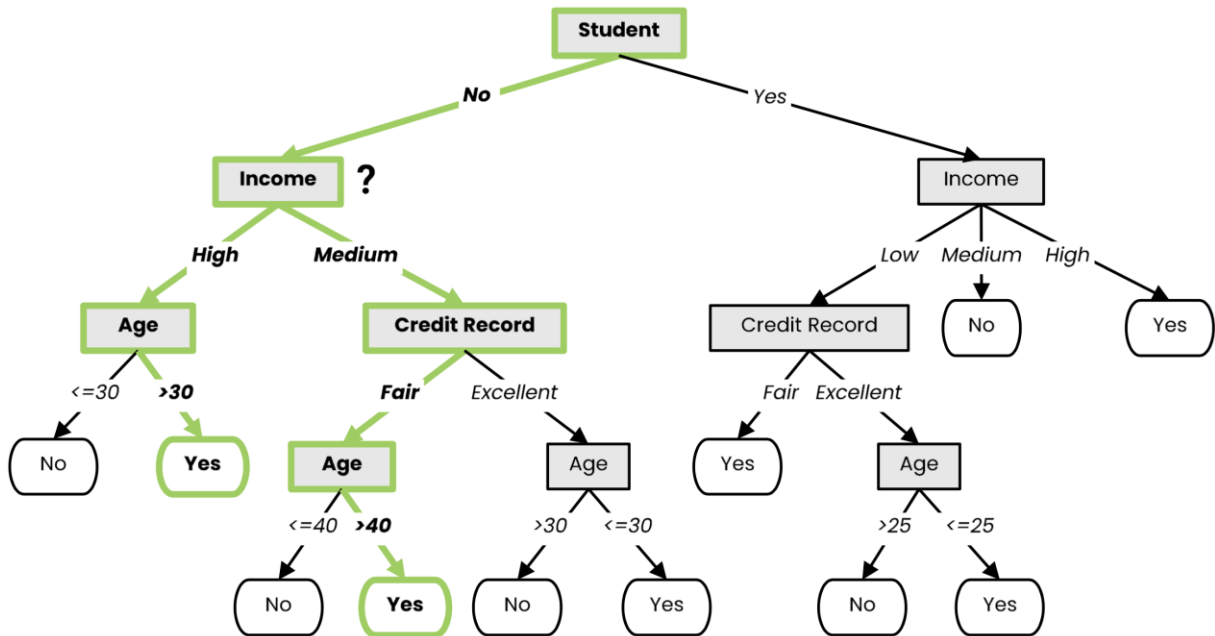 Student
No
Yes
Income ?
Income
High
Medium
Low
Medium
High
Age
Credit Record
Credit Record
No
Yes
<=30
>30
Fair
Excellent
Fair
Excellent
No
Yes
Age
Age
Yes
Age
<=40
>40
>30
<=30
>25
<=25
No
Yes
No
Yes
No
Yes